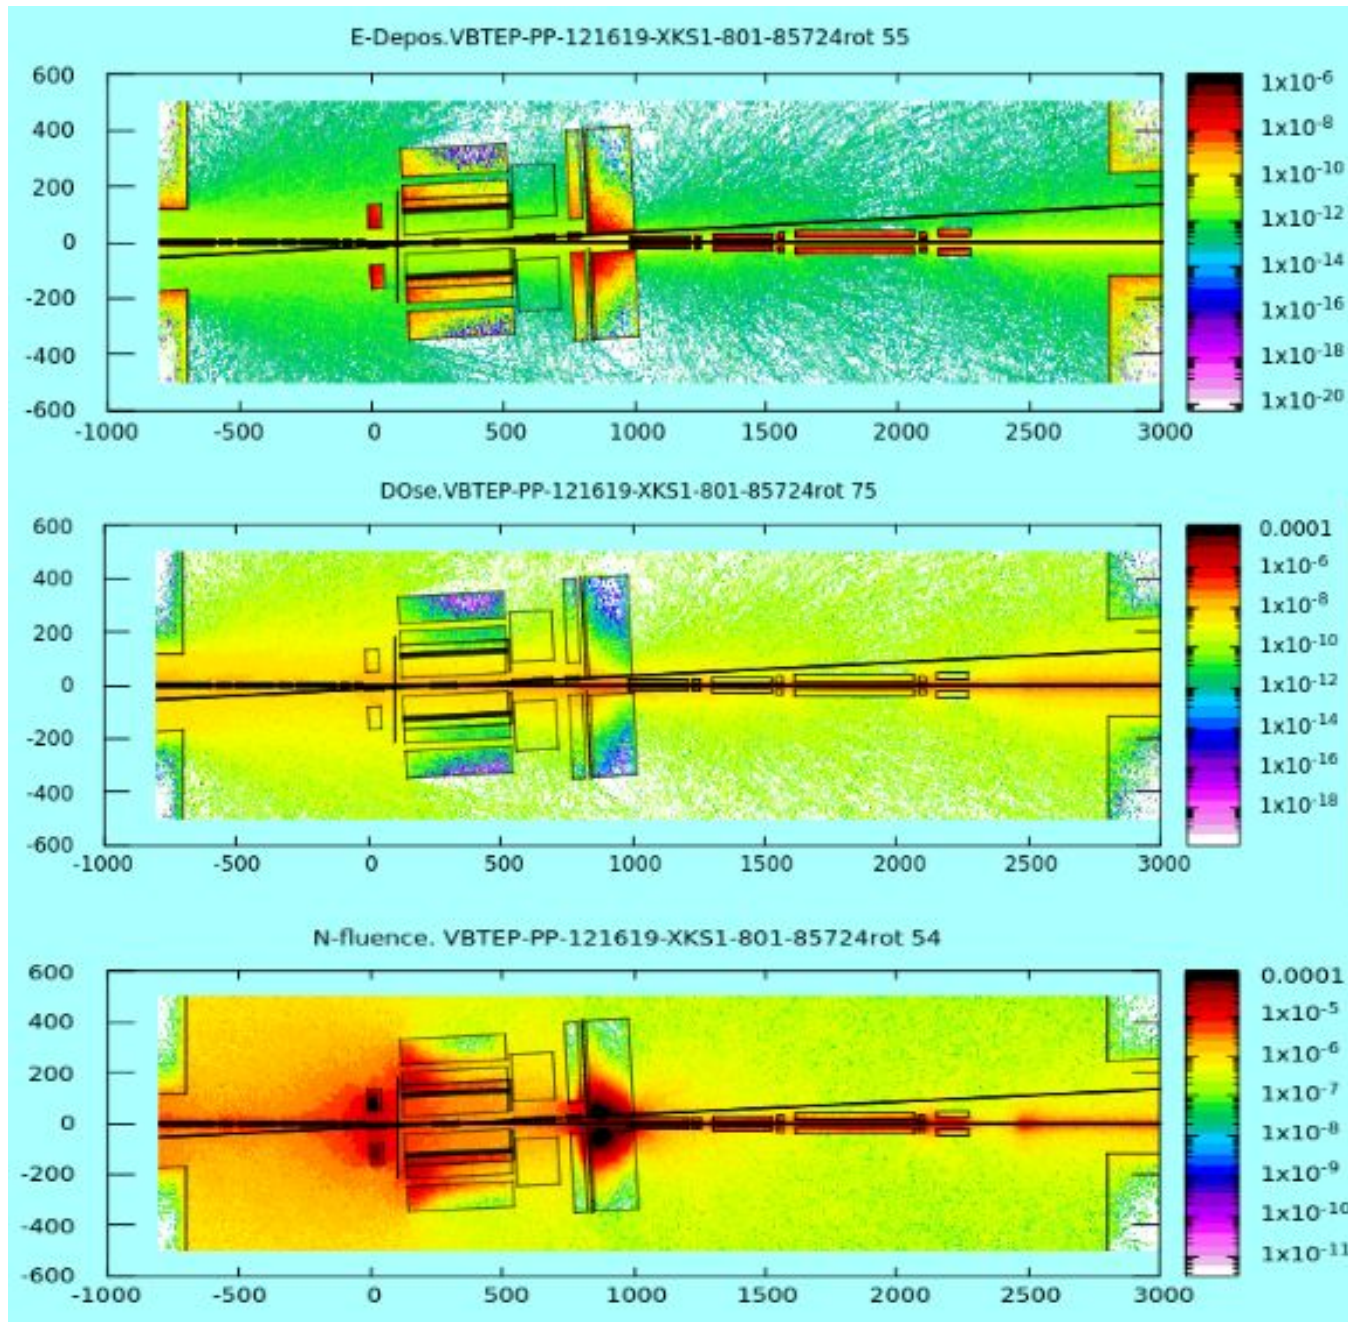 E-Depos.VBTEP-PP-121619-XKS1-801-85724rot 55
600
400
200
0
-200
-400
-600
-1000 -500 0 500 1000 1500 2000 2500 3000
1x10-6
1x10-8
1x10-10
1x10-12
1x10-14
1x10-16
1x10-18
1x10-20
DOse.VBTEP-PP-121619-XKS1-801-85724rot 75
600
400
200
0
-200
-400
-600
-1000 -500 0 500 1000 1500 2000 2500 3000
0.0001
1x10-6
1x10-8
1x10-10
1x10-12
1x10-14
1x10-16
1x10-18
N-fluence. VBTEP-PP-121619-XKS1-801-85724rot 54
600
400
200
0
-200
-400
-600
-1000 -500 0 500 1000 1500 2000 2500 3000
0.0001
1x10-5
1x10-6
1x10-7
1x10-8
1x10-9
1x10-10
1x10-11